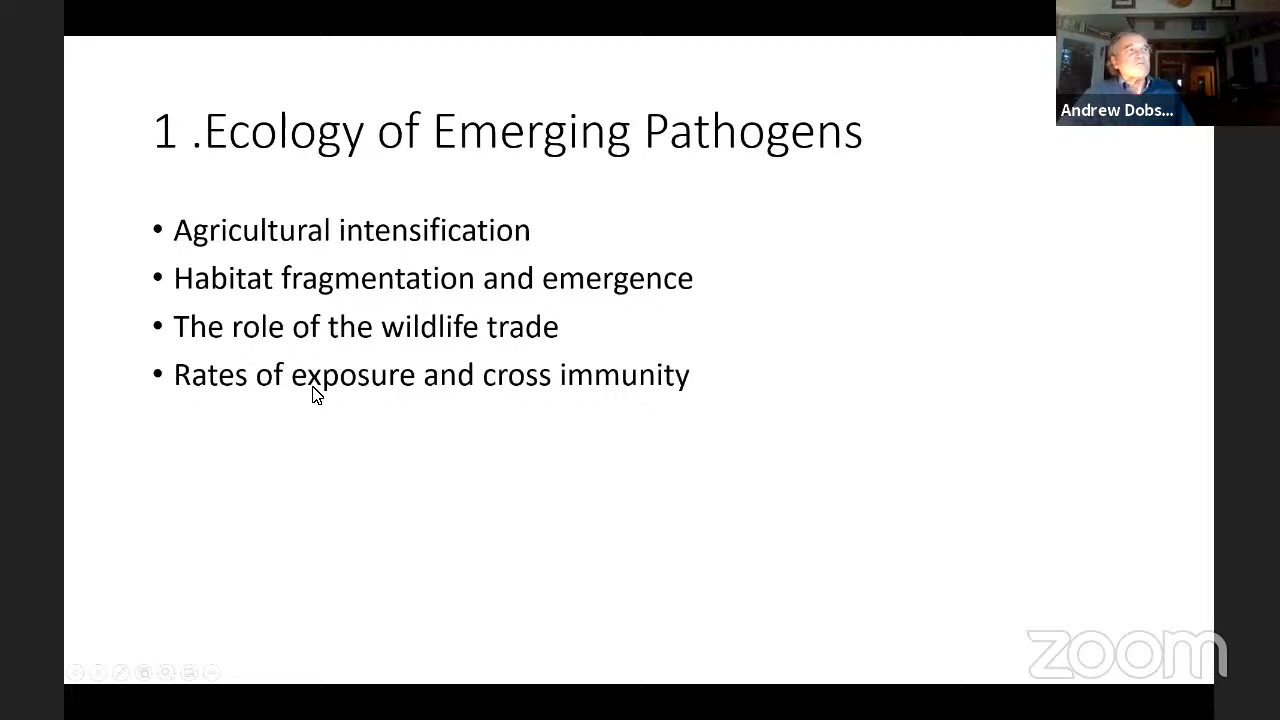 Andrew Dobs...
1 .Ecology of Emerging Pathogens
• Agricultural intensification
• Habitat fragmentation and emergence
• The role of the wildlife trade
• Rates of exposure and cross immunity
zoom